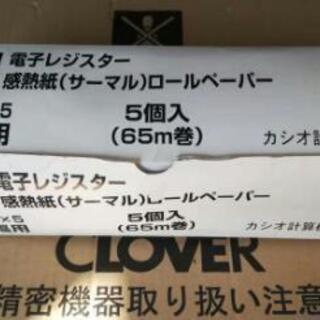 電子レジスター
感熱紙(サーマル)ロールペーパー
5 5個入
用 (65m巻) カシオ計
電子レジスター
感熱紙(サーマル)ロールペーパー
×5 5個入
用 (65m巻) カシオ計算機
CLOVER
精密機器取り扱い注意